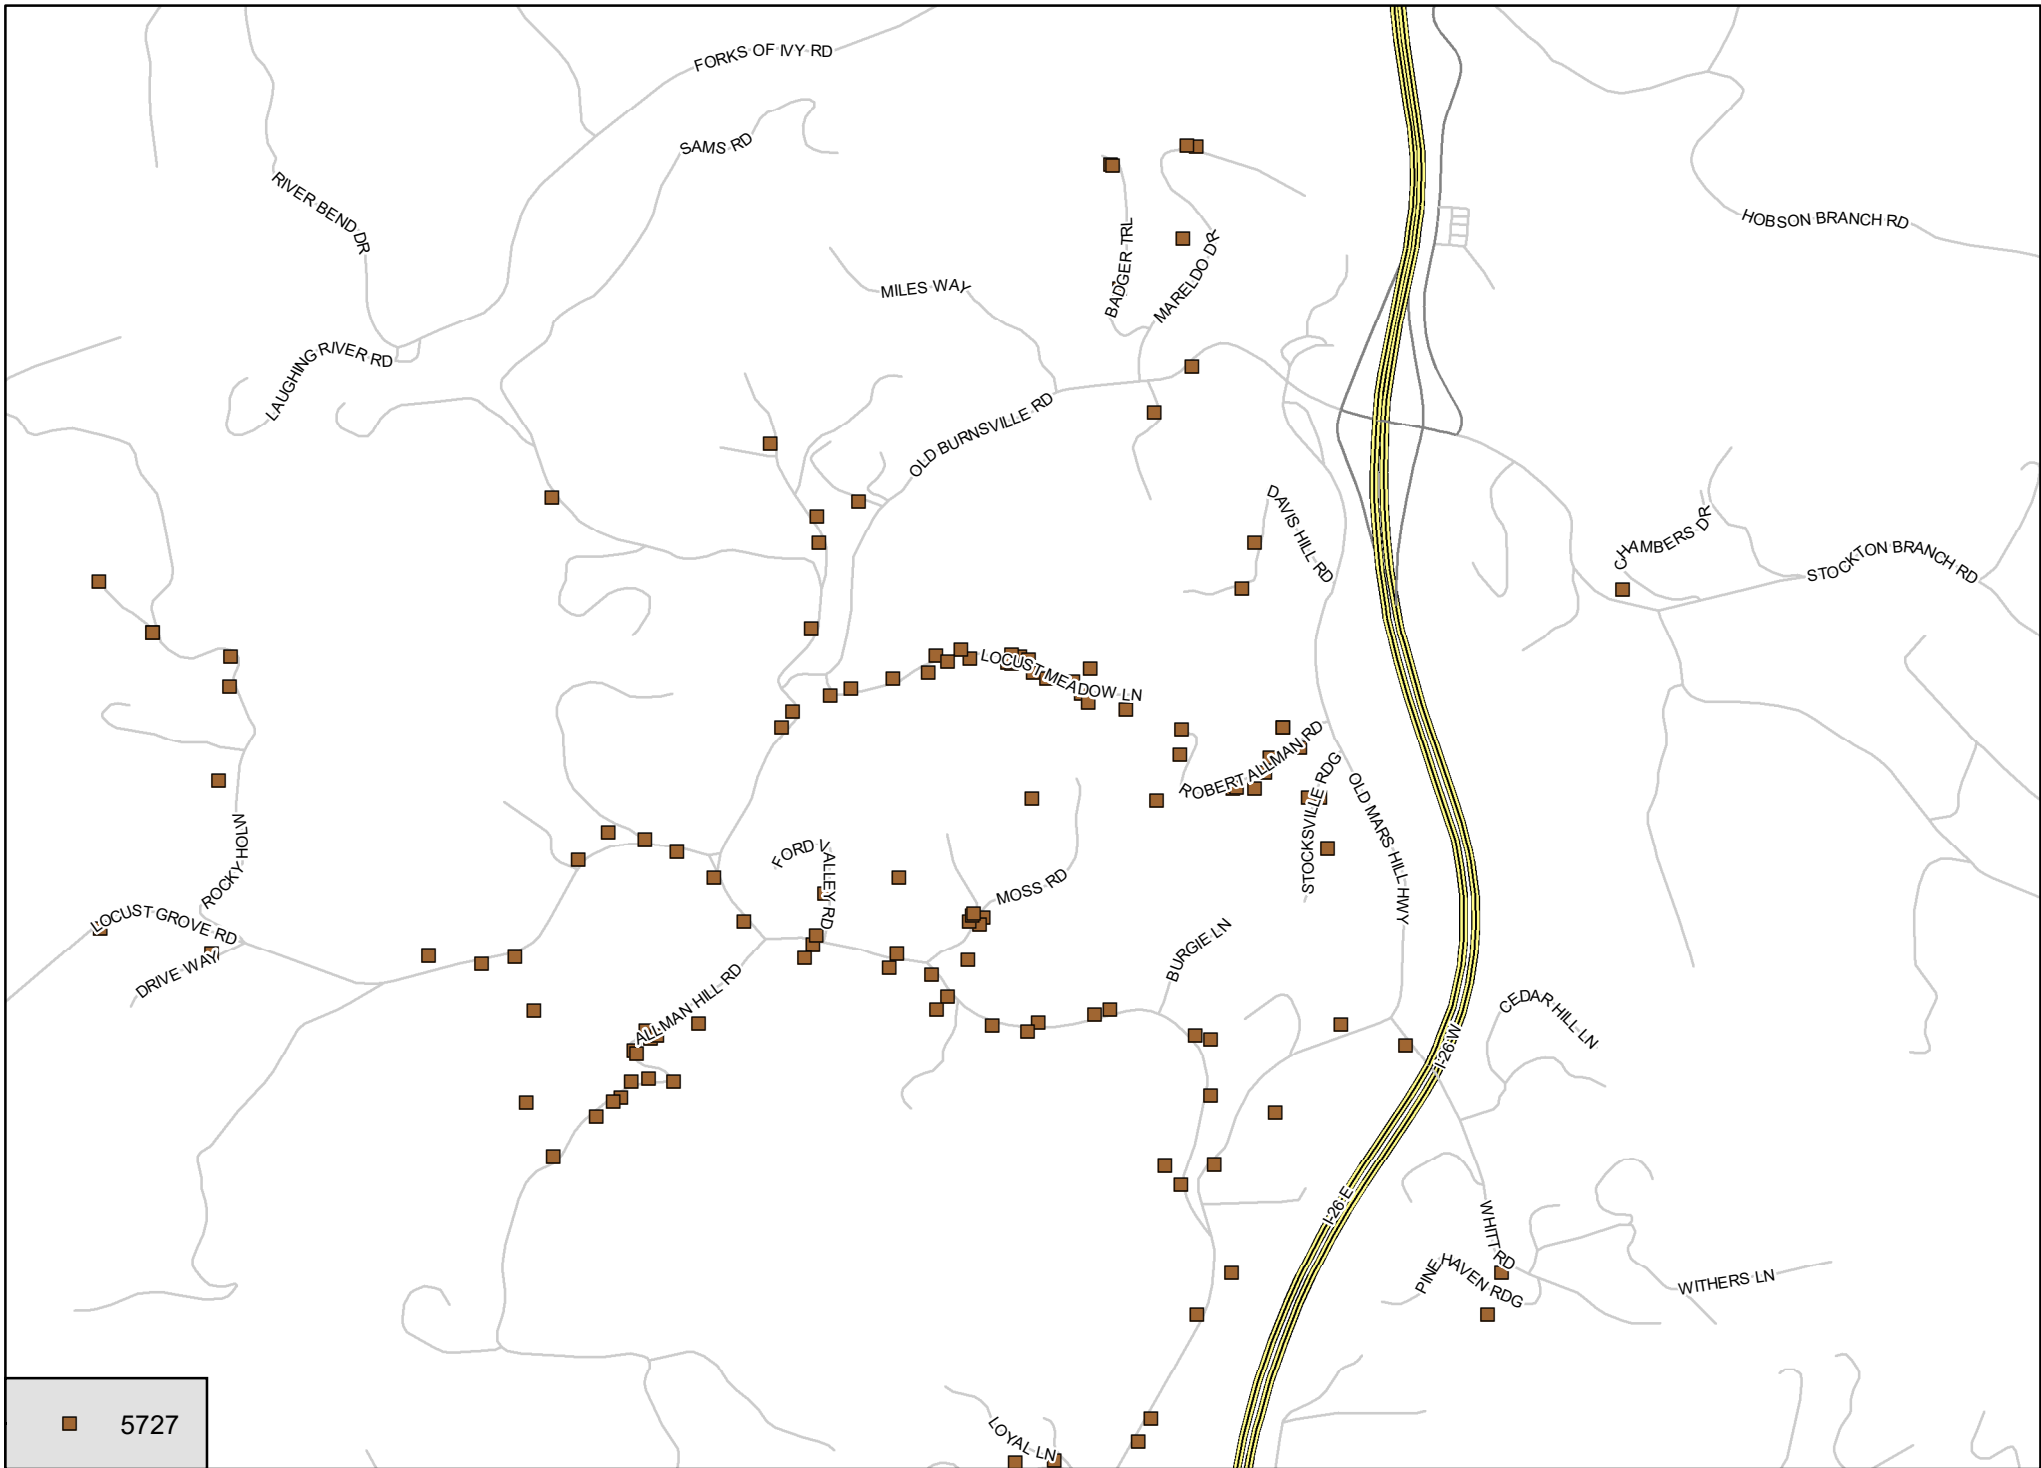 FORKS OF IVY RD
SAMS RD
RIVER BEND DR
HOBSON BRANCH RD
BADGER TRL
MARELDO DR
MILES WAY
LAUGHING RIVER RD
OLD BURNSVILLE RD
DAVIS HILL RD
CHAMBERS DR
STOCKTON BRANCH RD
LOCUST MEADOW LN
ROBERT ALLMAN RD
STOCKSVILLE RDG
OLD MARS HILL HWY
ROCKY HOLW
FORD VALLEY RD
MOSS RD
LOCUST GROVE RD
DRIVE WAY
BURGIE LN
ALLMAN HILL RD
CEDAR HILL LN
I-26 W
I-26 E
WHITT RD
PINE HAVEN RDG
WITHERS LN
LOYAL LN
5727